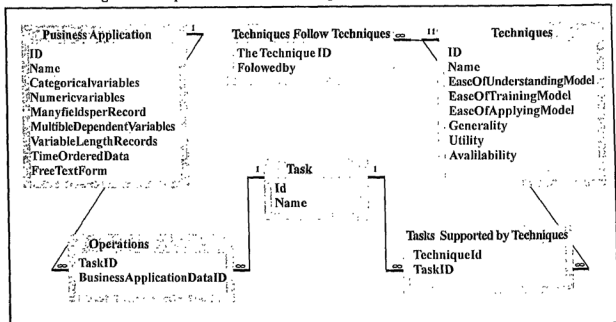 Pusiness Application
1
ID
Name
Categoricalvariables
Numericvariables
ManyfieldsperRecord
MultibleDependentVariables
VariableLengthRecords
TimeOrderedData
FreeTextForm
Techniques Follow Techniques
∞
11
The Technique ID
Folowedby
Techniques
ID
Name
EaseOfUnderstandingModel
EaseOfTrainingModel
EaseOfApplyingModel
Generality
Utility
Avalilability
1
Task
1
Id
Name
Operations
∞
TaskID
∞
BusinessApplicationDataID
Tasks Supported by Techniques
TechniqueId
∞
TaskID
∞